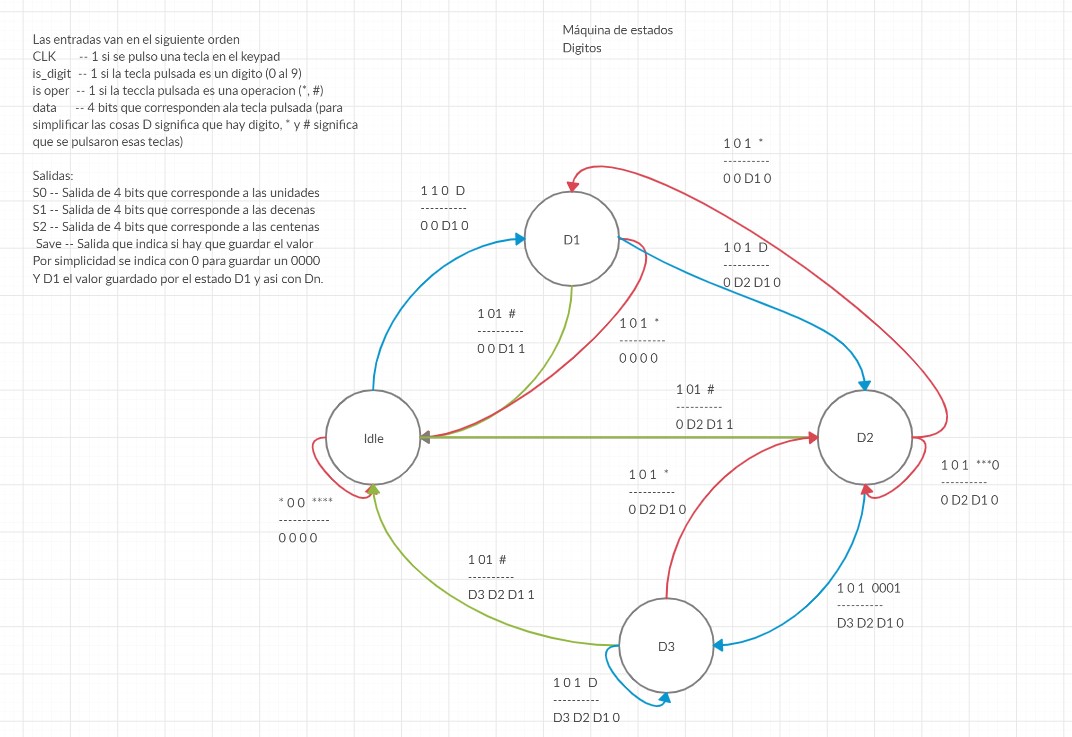 Máquina de estados
Digitos
Las entradas van en el siguiente orden
CLK -- 1 si se pulso una tecla en el keypad
is_digit -- 1 si la tecla pulsada es un digito (0 al 9)
is oper -- 1 si la teccla pulsada es una operacion (*, #)
data -- 4 bits que corresponden ala tecla pulsada (para
simplificar las cosas D significa que hay digito, * y # significa
que se pulsaron esas teclas)
Salidas:
S0 -- Salida de 4 bits que corresponde a las unidades
S1 -- Salida de 4 bits que corresponde a las decenas
S2 -- Salida de 4 bits que corresponde a las centenas
Save -- Salida que indica si hay que guardar el valor
Por simplicidad se indica con 0 para guardar un 0000
Y D1 el valor guardado por el estado D1 y asi con Dn.
1 0 1 *
----------
0 0 D1 0
1 1 0 D
----------
0 0 D1 0
D1
1 0 1 D
----------
0 D2 D1 0
1 01 #
----------
0 0 D1 1
1 0 1 *
----------
0 0 0 0
1 01 #
----------
0 D2 D1 1
Idle
D2
1 0 1 *
----------
0 D2 D1 0
1 0 1 ***0
----------
0 D2 D1 0
* 0 0 ****
-----------
0 0 0 0
1 01 #
----------
D3 D2 D1 1
1 0 1 0001
----------
D3 D2 D1 0
D3
1 0 1 D
----------
D3 D2 D1 0